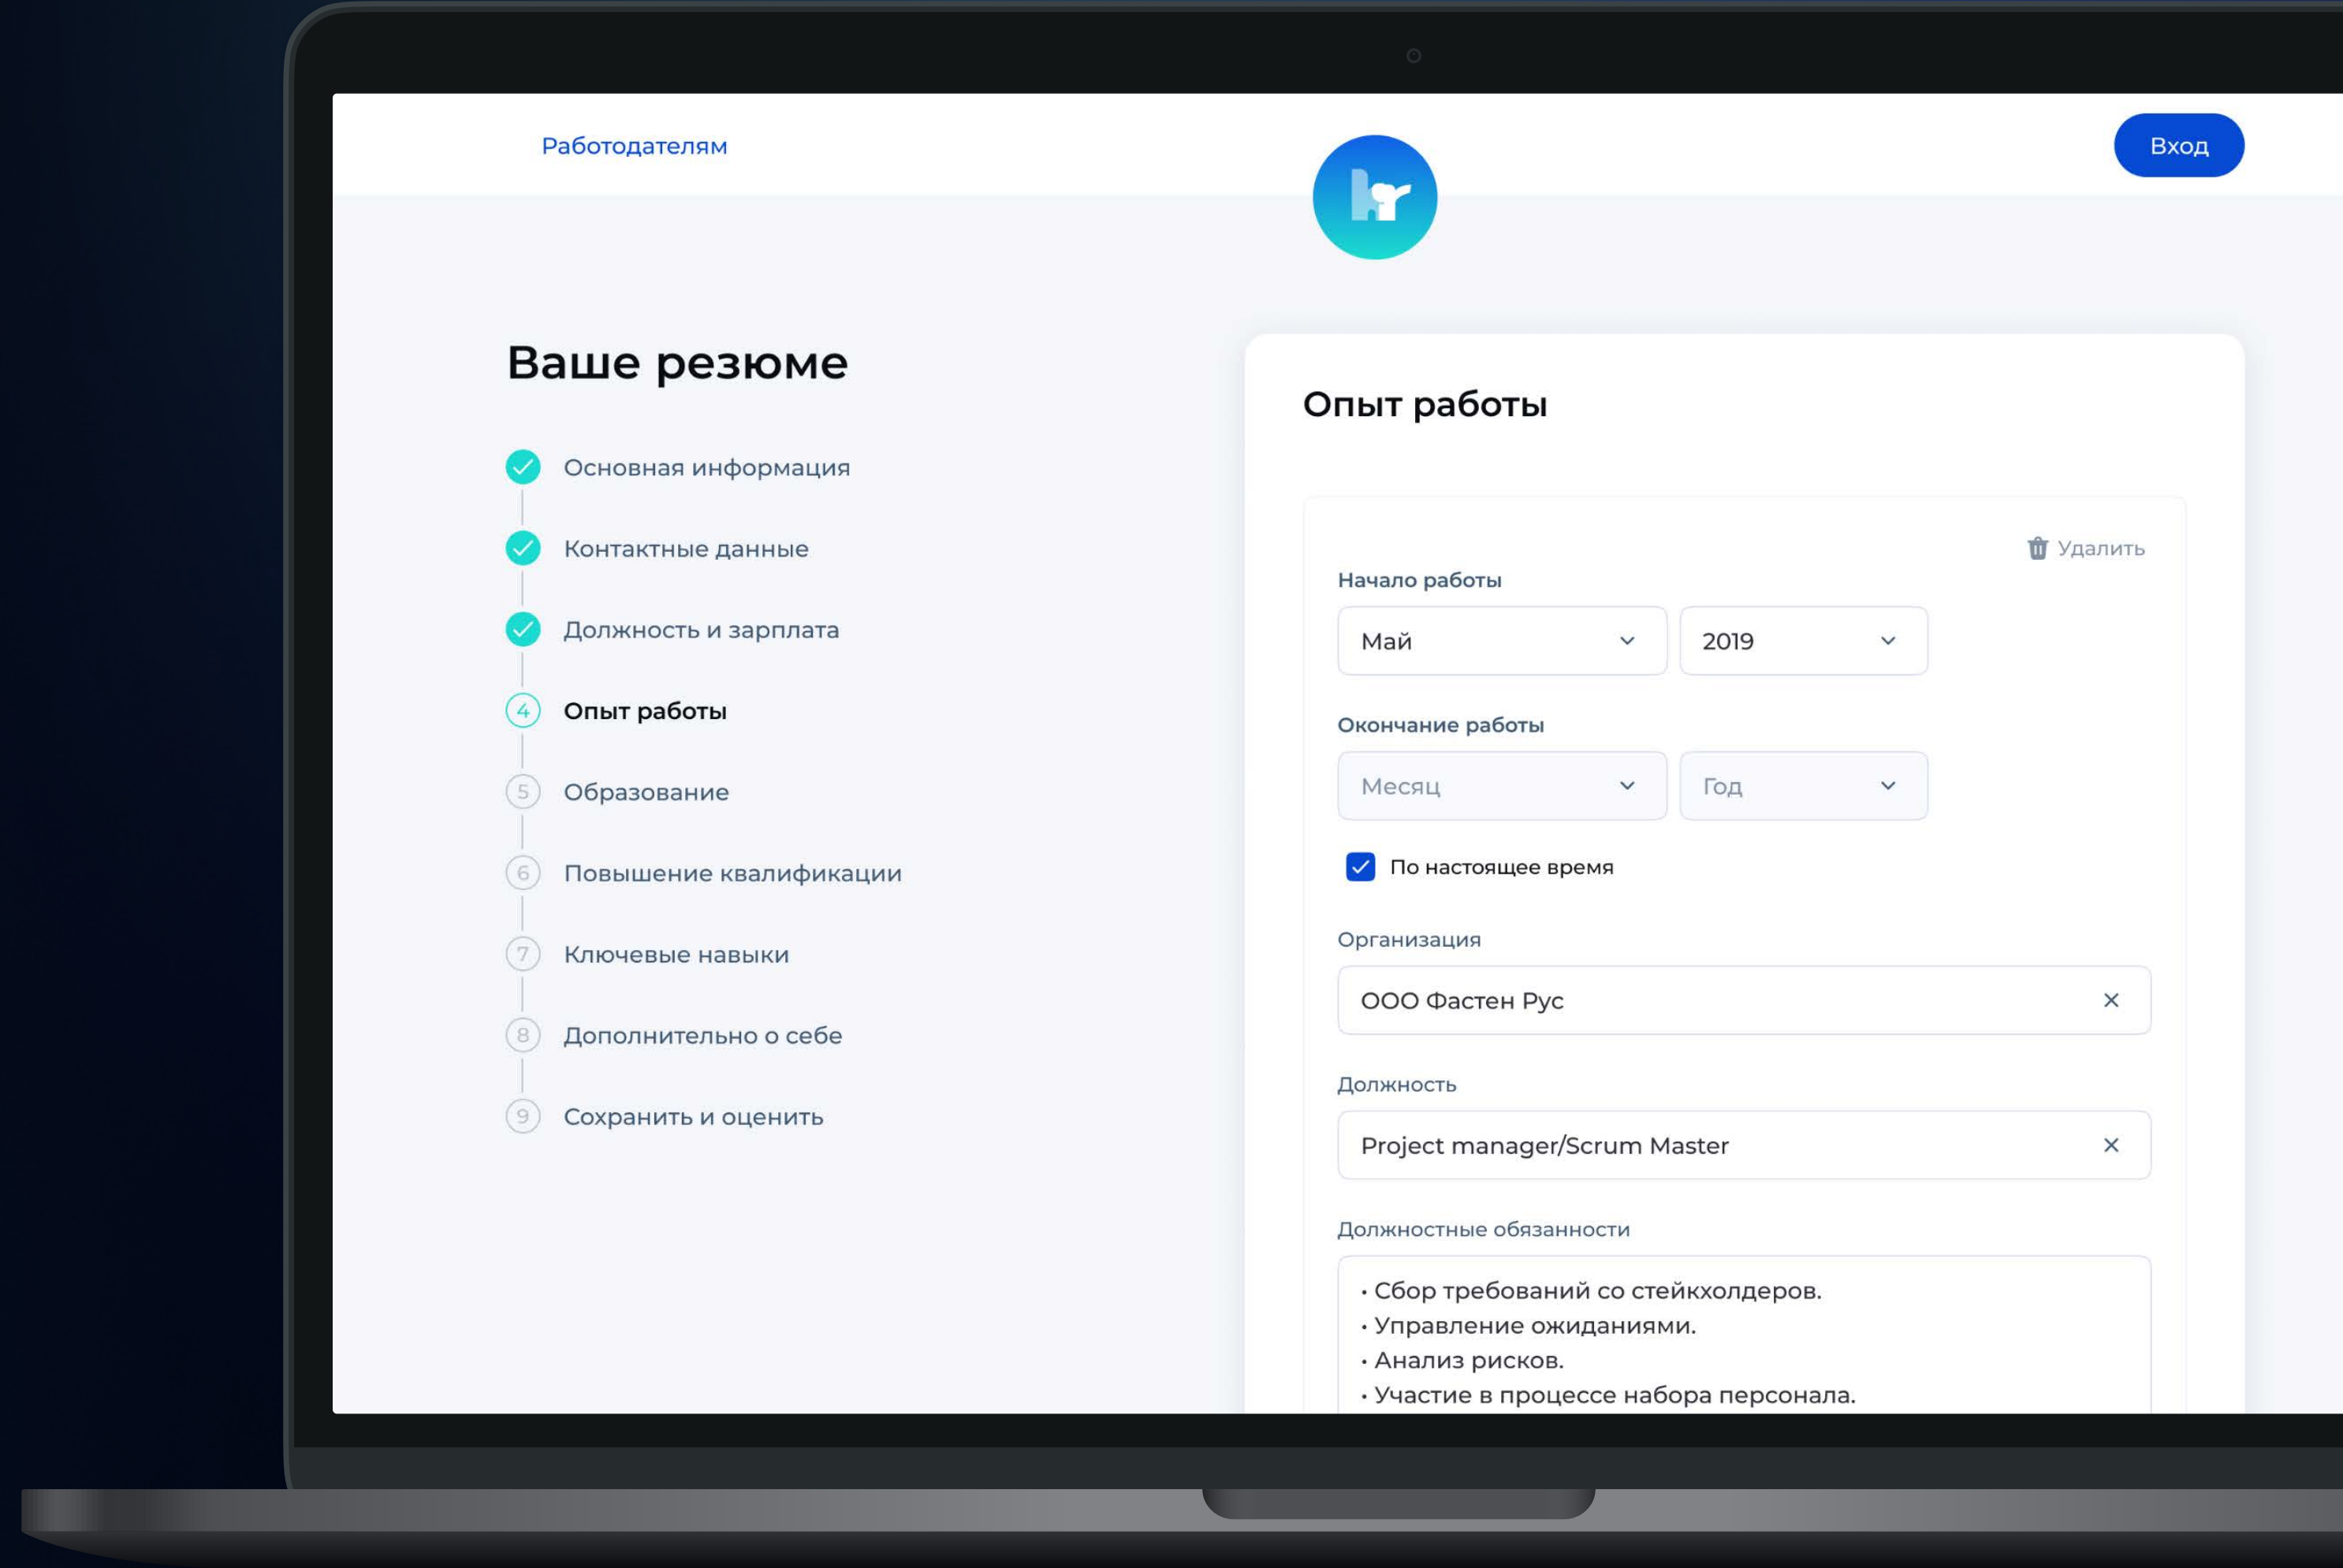 Работодателям
Вход
hr
Ваше резюме
Основная информация
Контактные данные
Должность и зарплата
4 Опыт работы
5 Образование
6 Повышение квалификации
7 Ключевые навыки
8 Дополнительно о себе
9 Сохранить и оценить
Опыт работы
Удалить
Начало работы
Май 2019
Окончание работы
Месяц Год
По настоящее время
Организация
ООО Фастен Рус
Должность
Project manager/Scrum Master
Должностные обязанности
• Сбор требований со стейкхолдеров.
• Управление ожиданиями.
• Анализ рисков.
• Участие в процессе набора персонала.